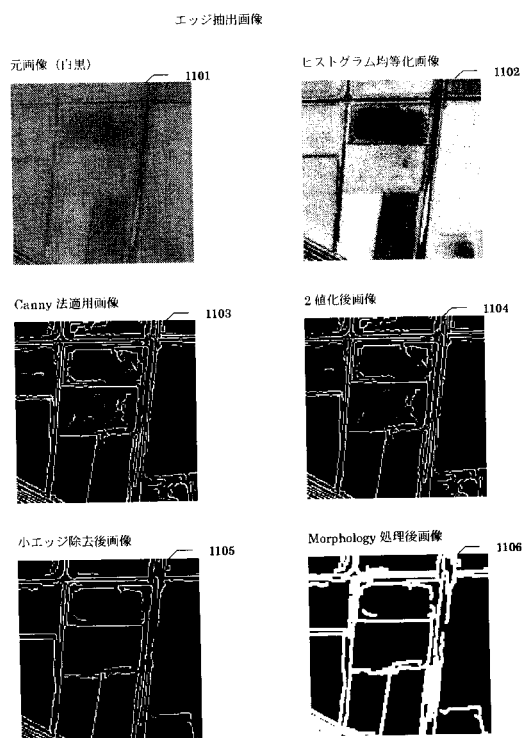 エッジ抽出画像
元画像（白黒）
1101
ヒストグラム均等化画像
1102
Canny 法適用画像
1103
2 値化後画像
1104
小エッジ除去後画像
1105
Morphology 処理後画像
1106